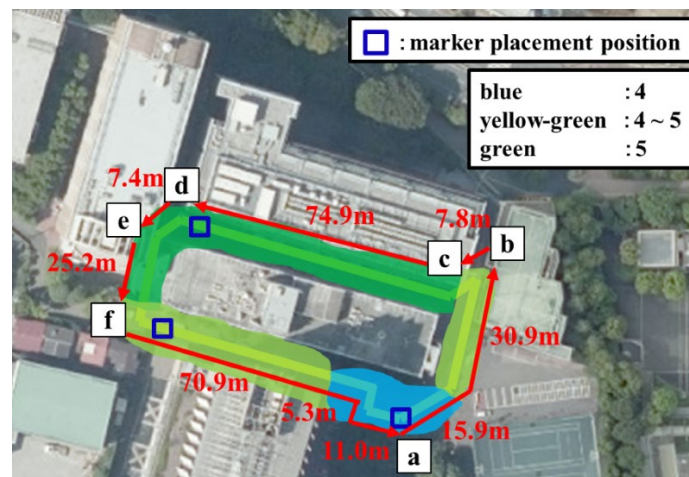 : marker placement position
blue : 4
yellow-green : 4 ~ 5
green : 5
7.4m
d
74.9m
7.8m
b
e
c
25.2m
f
30.9m
70.9m
5.3m
11.0m
a
15.9m